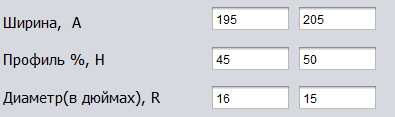 Ширина, A 195 205
Профиль %, H 45 50
Диаметр(в дюймах), R 16 15